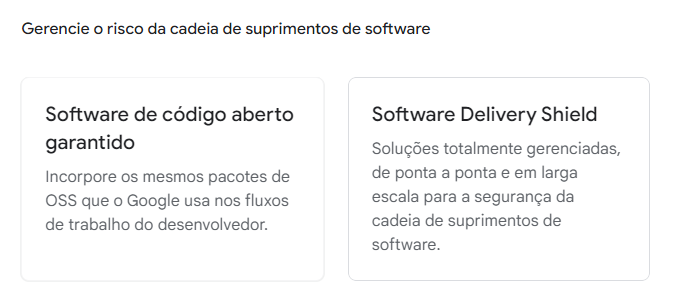 Gerencie o risco da cadeia de suprimentos de software
Software de código aberto
garantido
Incorpore os mesmos pacotes de
OSS que o Google usa nos fluxos
de trabalho do desenvolvedor.
Software Delivery Shield
Soluções totalmente gerenciadas,
de ponta a ponta e em larga
escala para a segurança da
cadeia de suprimentos de
software.